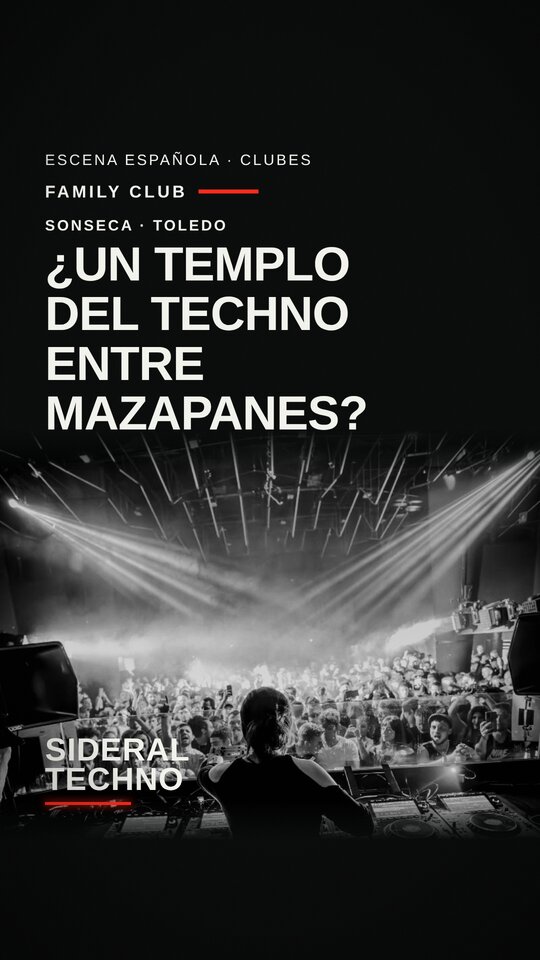 ESCENA ESPAÑOLA · CLUBES
FAMILY CLUB
SONSECA · TOLEDO
¿UN TEMPLO
DEL TECHNO
ENTRE
MAZAPANES?
SIDERAL
TECHNO